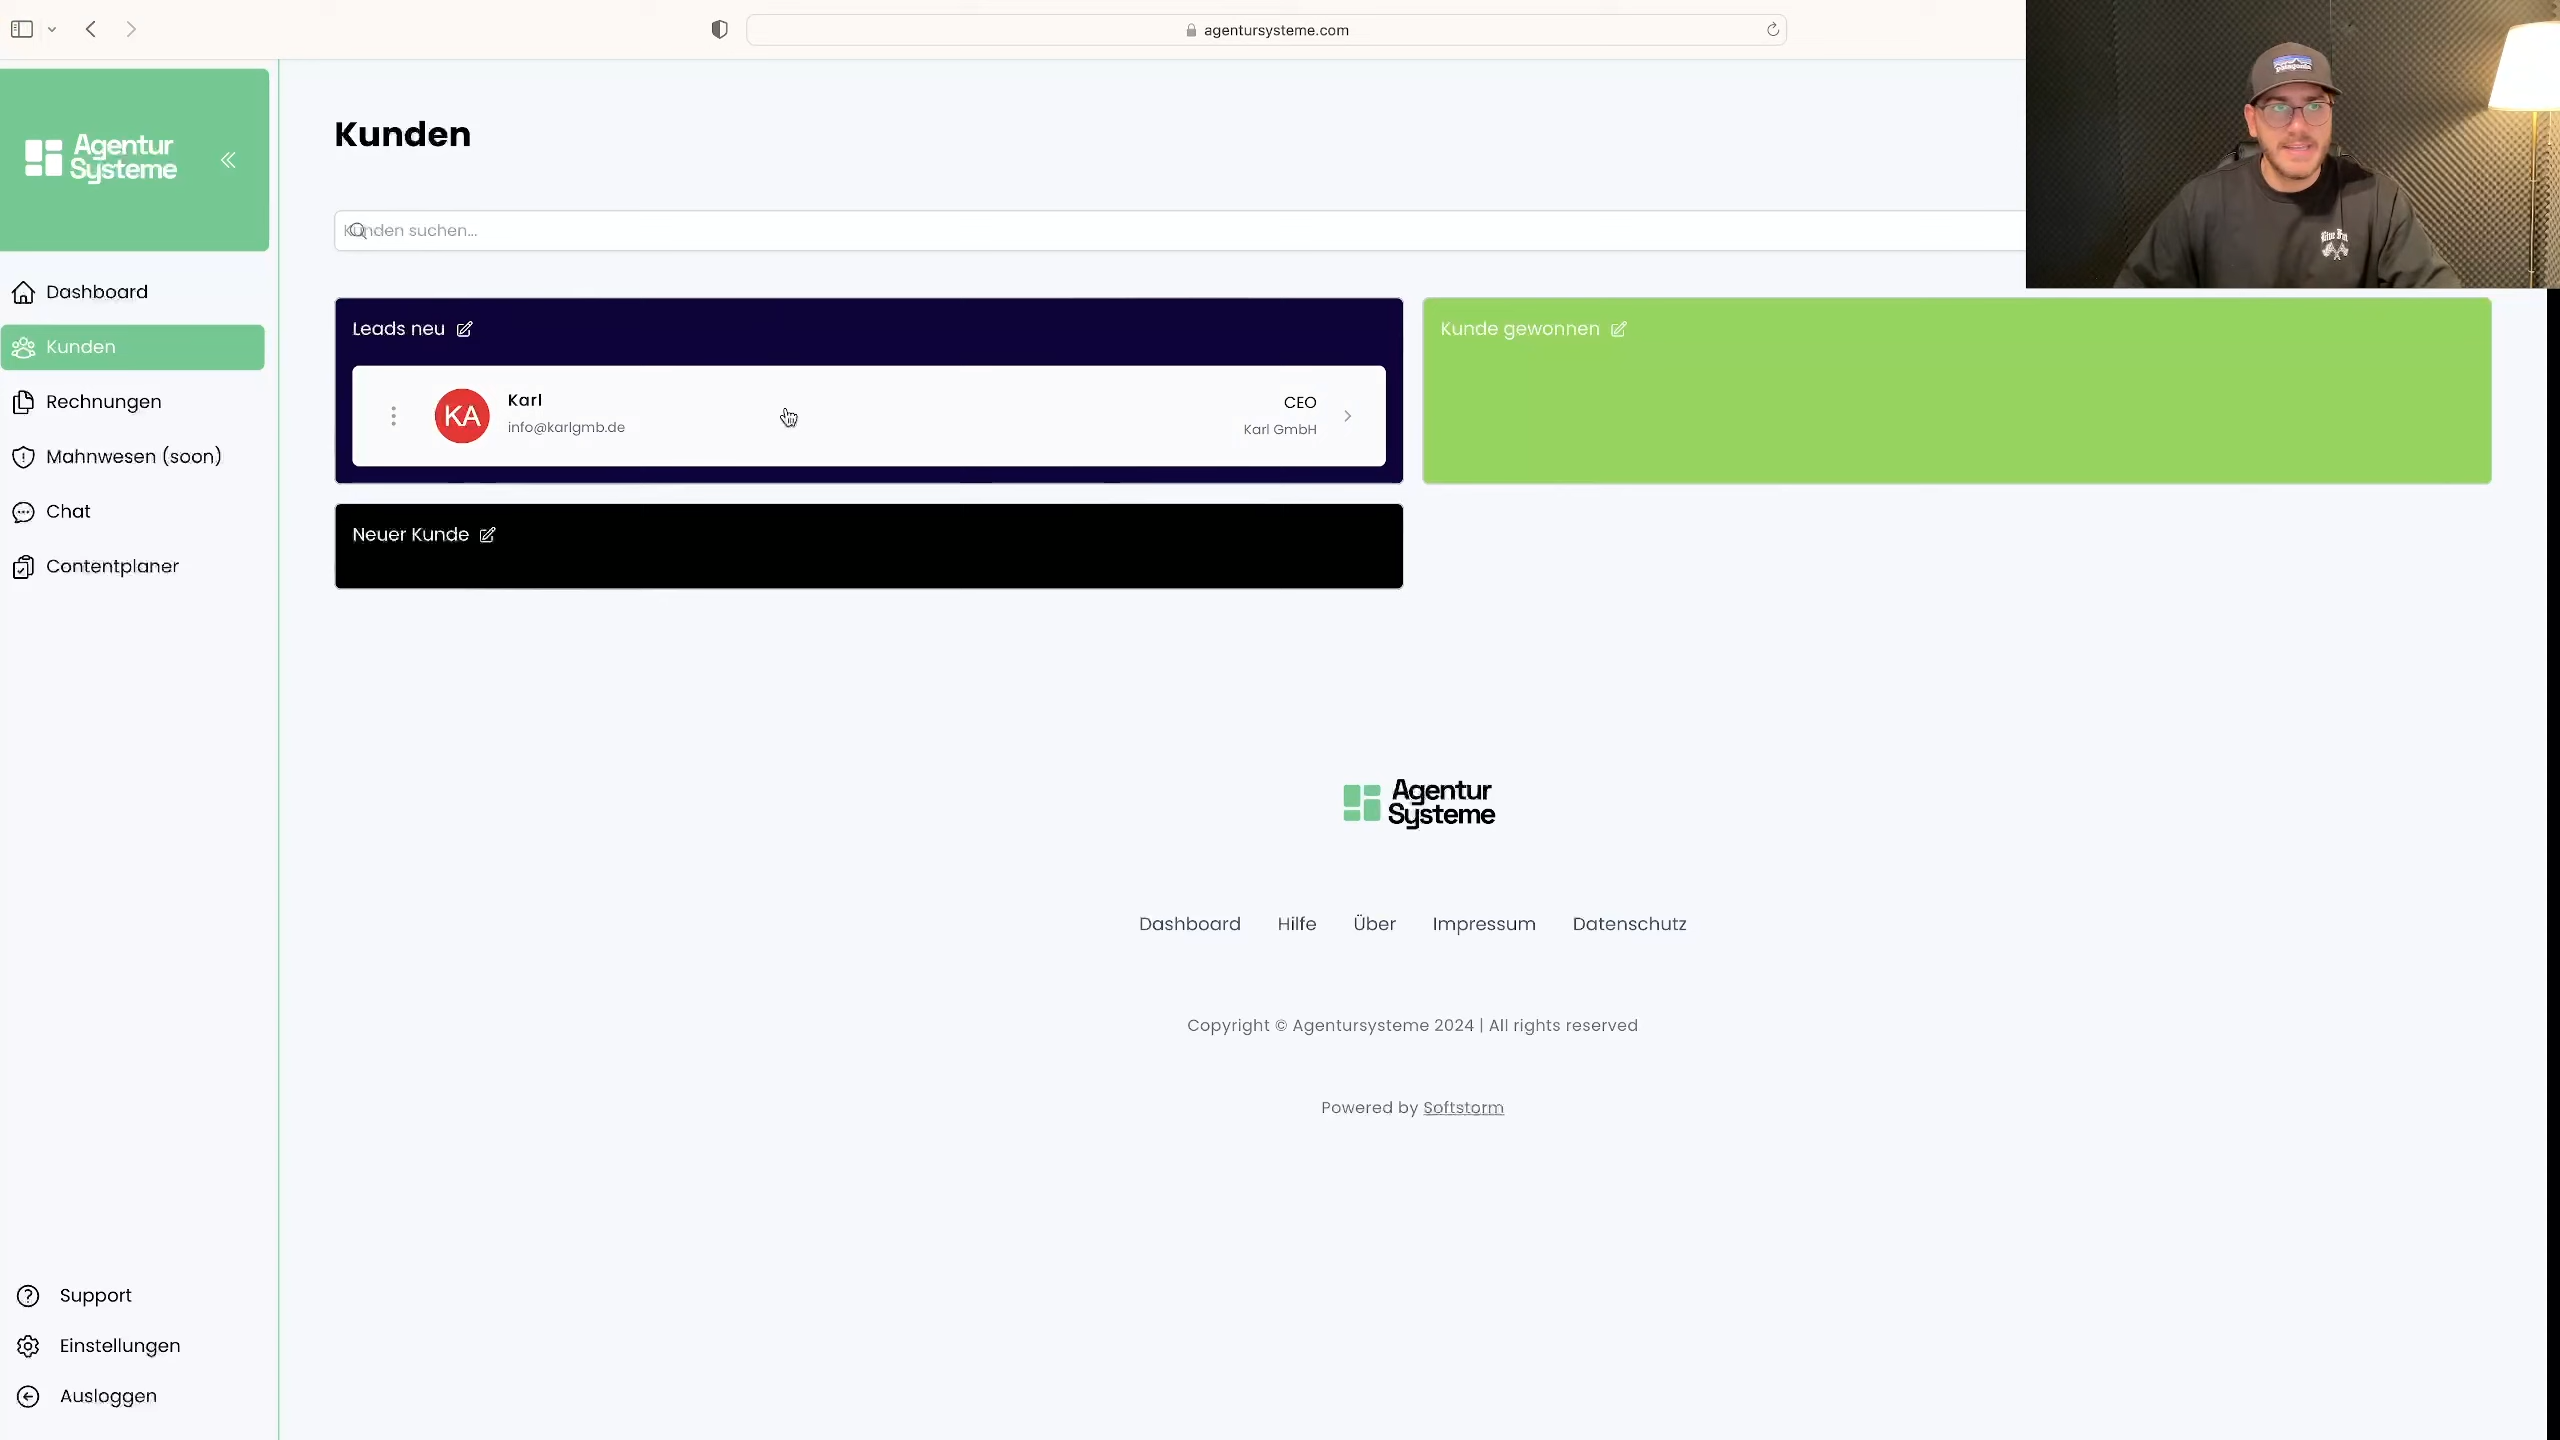 agentursysteme.com
Agentur
Systeme
Dashboard
Kunden
Rechnungen
Mahnwesen (soon)
Chat
Contentplaner
Support
Einstellungen
Ausloggen
Kunden
Kunden suchen...
Leads neu
KA
Karl
info@karlgmb.de
CEO
Karl GmbH
Kunde gewonnen
Neuer Kunde
Agentur
Systeme
Dashboard Hilfe Über Impressum Datenschutz
Copyright © Agentursysteme 2024 | All rights reserved
Powered by Softstorm
patagonia